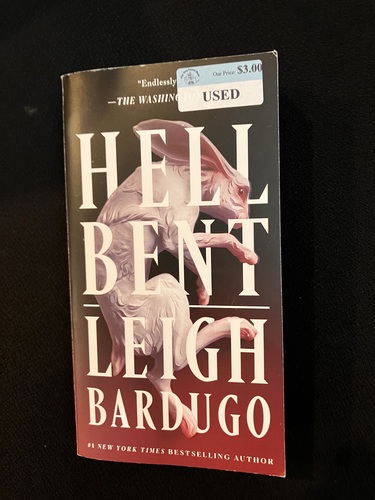 "Endlessly
Our Price: $3.00
—THE WASHING
USED
HELL
BENT
LEIGH
BARDUGO
#1 NEW YORK TIMES BESTSELLING AUTHOR